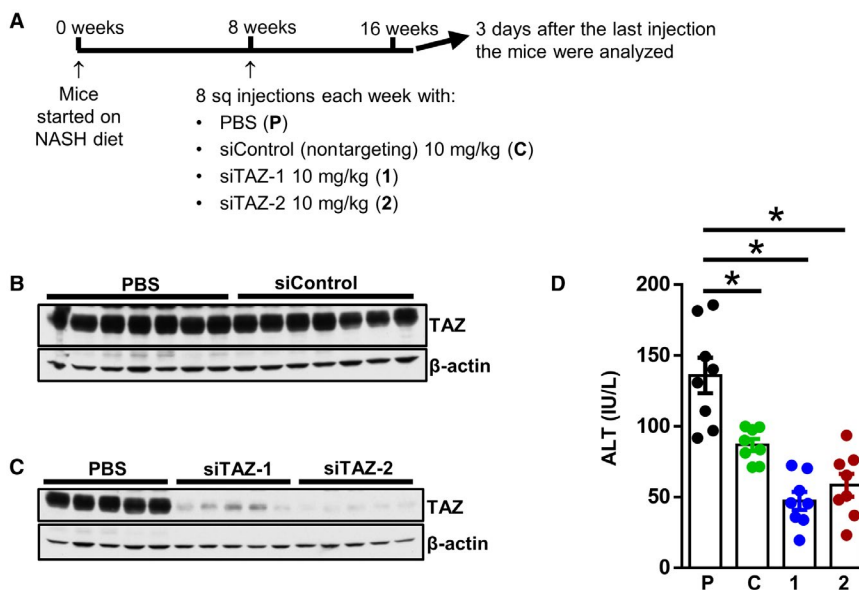 A
0 weeks
8 weeks
16 weeks
3 days after the last injection
the mice were analyzed
↑
Mice
started on
NASH diet
↑
8 sq injections each week with:
• PBS (P)
• siControl (nontargeting) 10 mg/kg (C)
• siTAZ-1 10 mg/kg (1)
• siTAZ-2 10 mg/kg (2)
B
PBS
siControl
TAZ
β-actin
C
PBS
siTAZ-1
siTAZ-2
TAZ
β-actin
D
*
*
*
200
150
100
50
0
ALT (IU/L)
P C 1 2